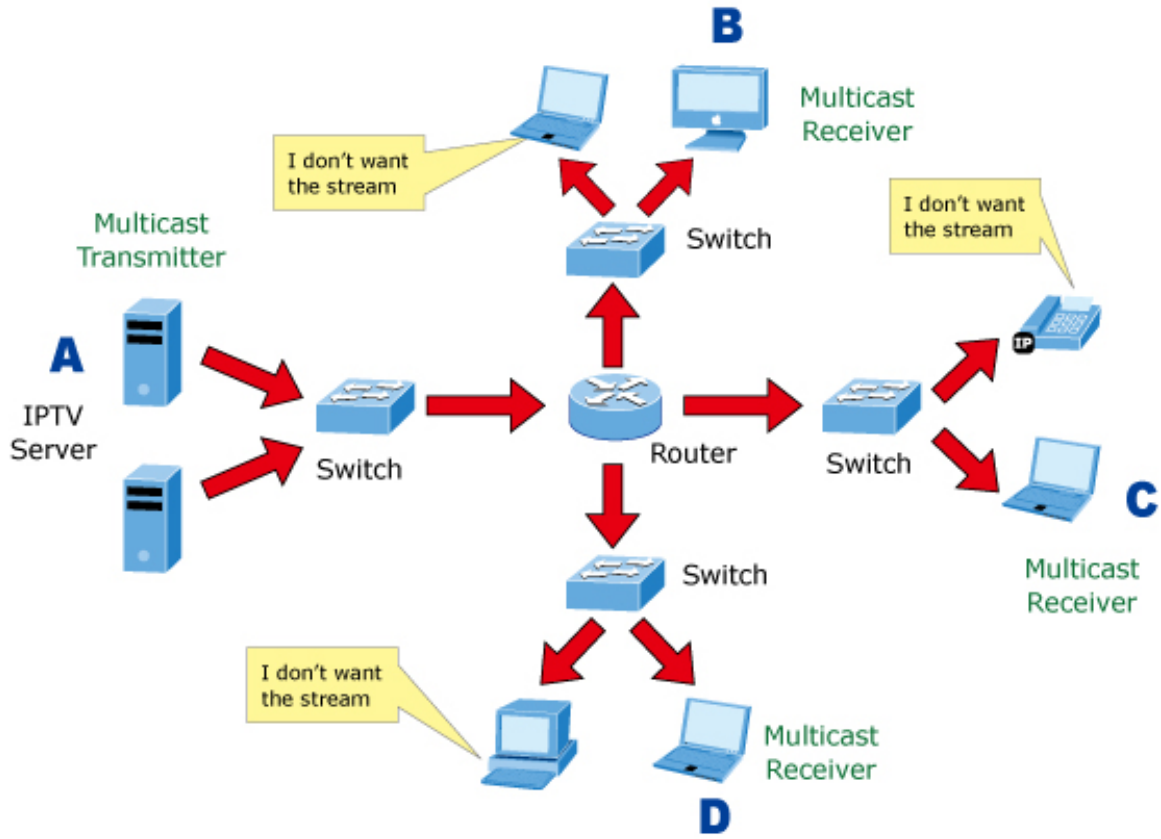 B
Multicast
Receiver
I don't want
the stream
Switch
I don't want
the stream
Multicast
Transmitter
A
IPTV
Server
Switch
Router
IP
Switch
C
Multicast
Receiver
Switch
I don't want
the stream
Multicast
Receiver
D